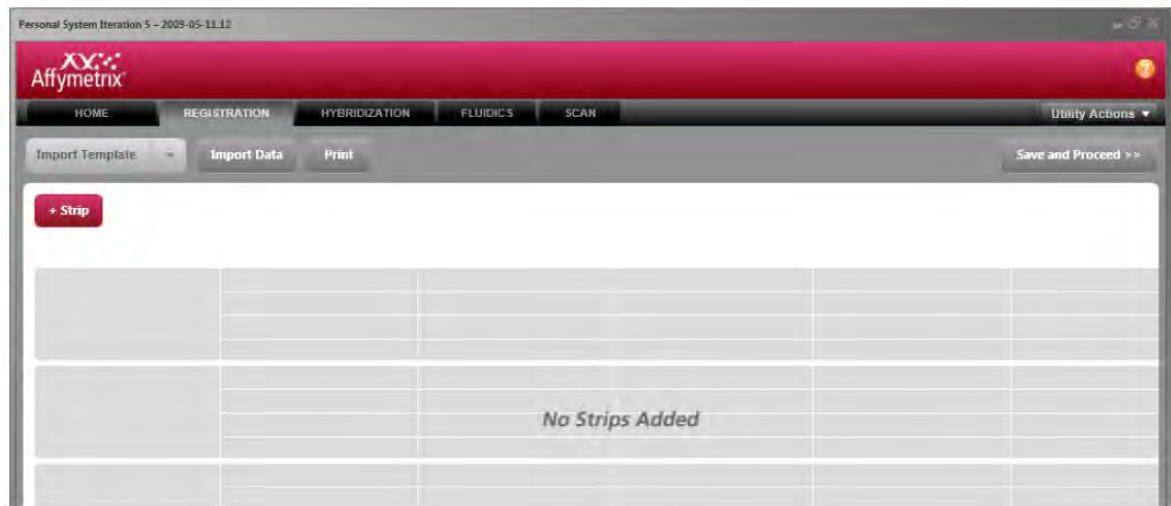 Personal System Iteration 5 – 2009-05-11.12
Affymetrix
?
HOME REGISTRATION HYBRIDIZATION FLUIDICS SCAN Utility Actions
Import Template Import Data Print Save and Proceed >>
+ Strip
No Strips Added